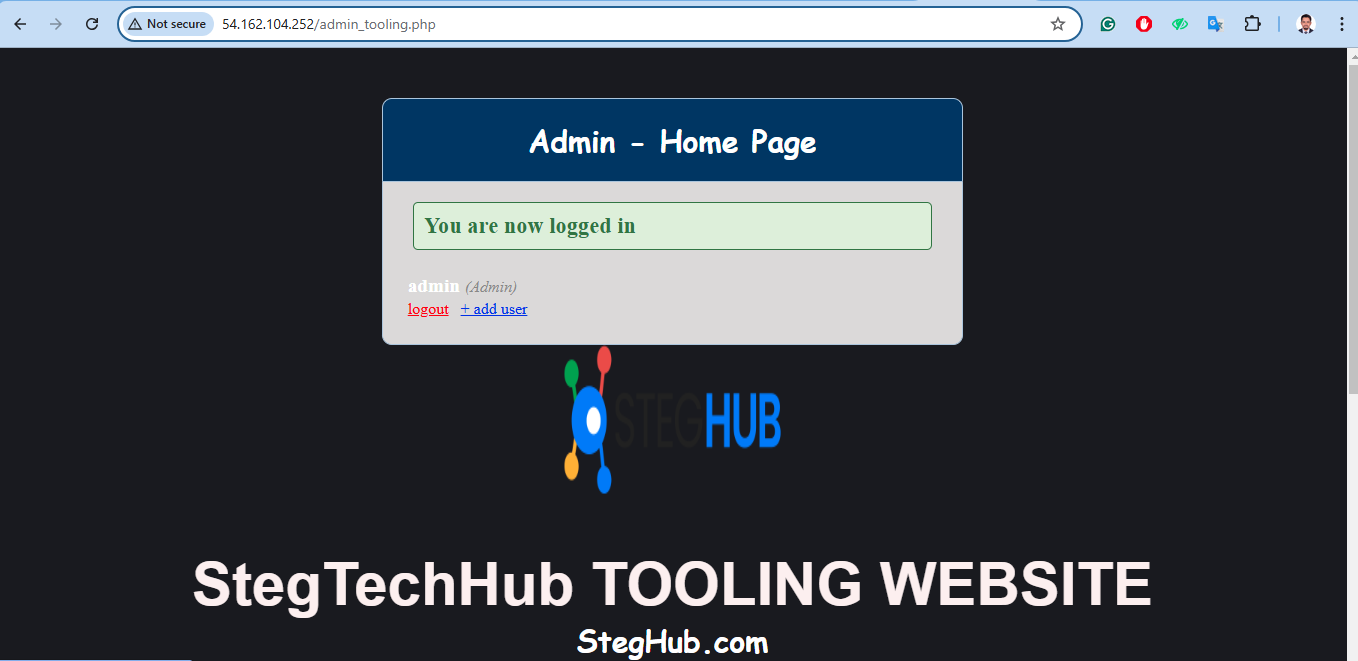 Not secure 54.162.104.252/admin_tooling.php
Admin - Home Page
You are now logged in
admin (Admin)
logout + add user
STEGHUB
StegTechHub TOOLING WEBSITE
StegHub.com